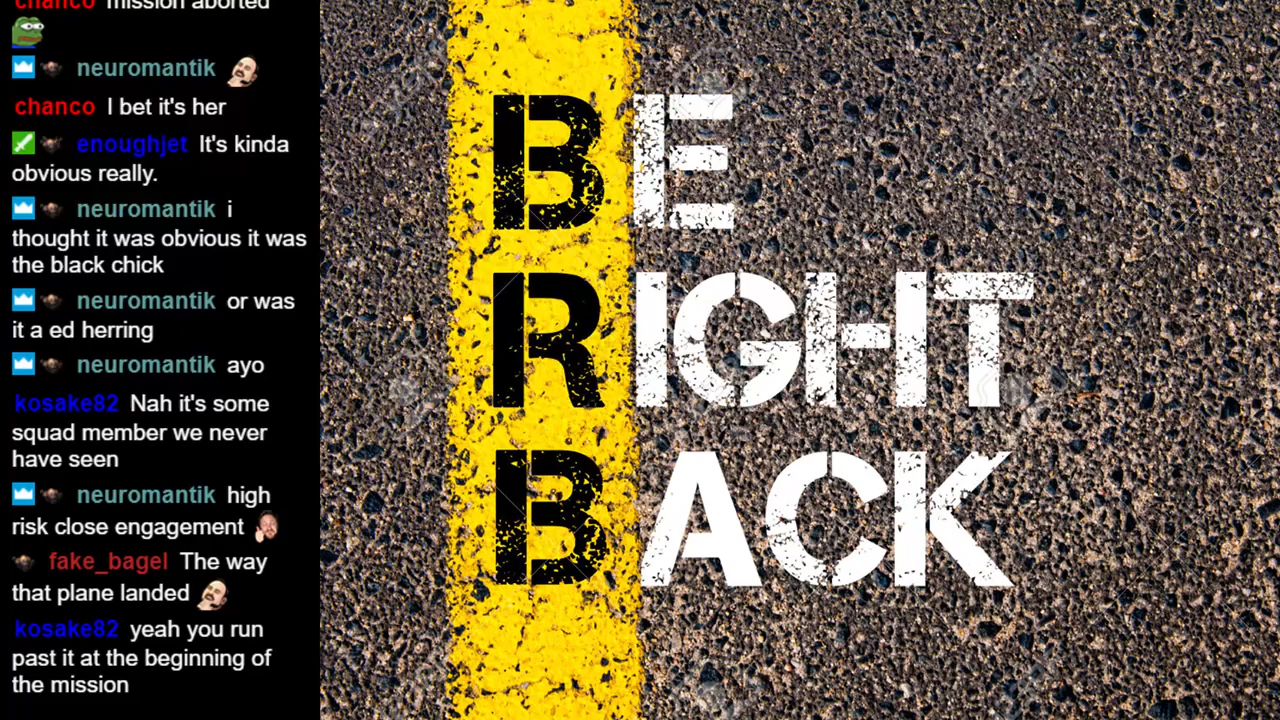 chanco mission aborted
neuromantik
chanco I bet it's her
enoughjet It's kinda
obvious really.
neuromantik i
thought it was obvious it was
the black chick
neuromantik or was
it a ed herring
neuromantik ayo
kosake82 Nah it's some
squad member we never
have seen
neuromantik high
risk close engagement
fake_bagel The way
that plane landed
kosake82 yeah you run
past it at the beginning of
the mission
BE
RIGHT
BACK